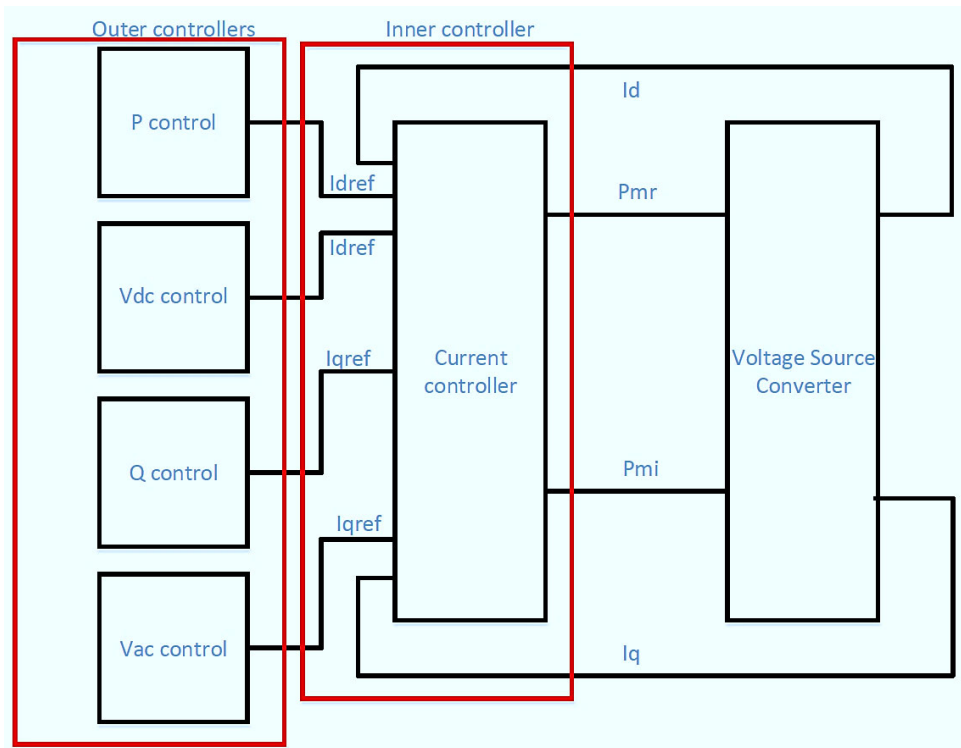 Outer controllers
Inner controller
P control
Id
Idref
Pmr
Idref
Vdc control
Iqref
Current
controller
Voltage Source
Converter
Q control
Pmi
Iqref
Vac control
Iq